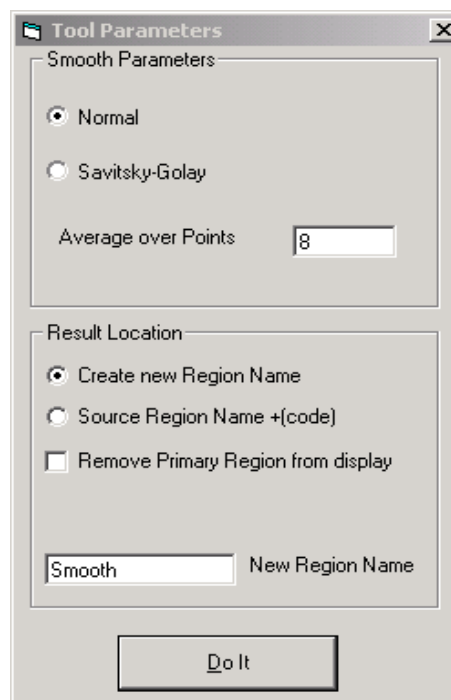 Tool Parameters
Smooth Parameters
Normal
Savitsky-Golay
Average over Points 8
Result Location
Create new Region Name
Source Region Name +(code)
Remove Primary Region from display
Smooth New Region Name
Do It